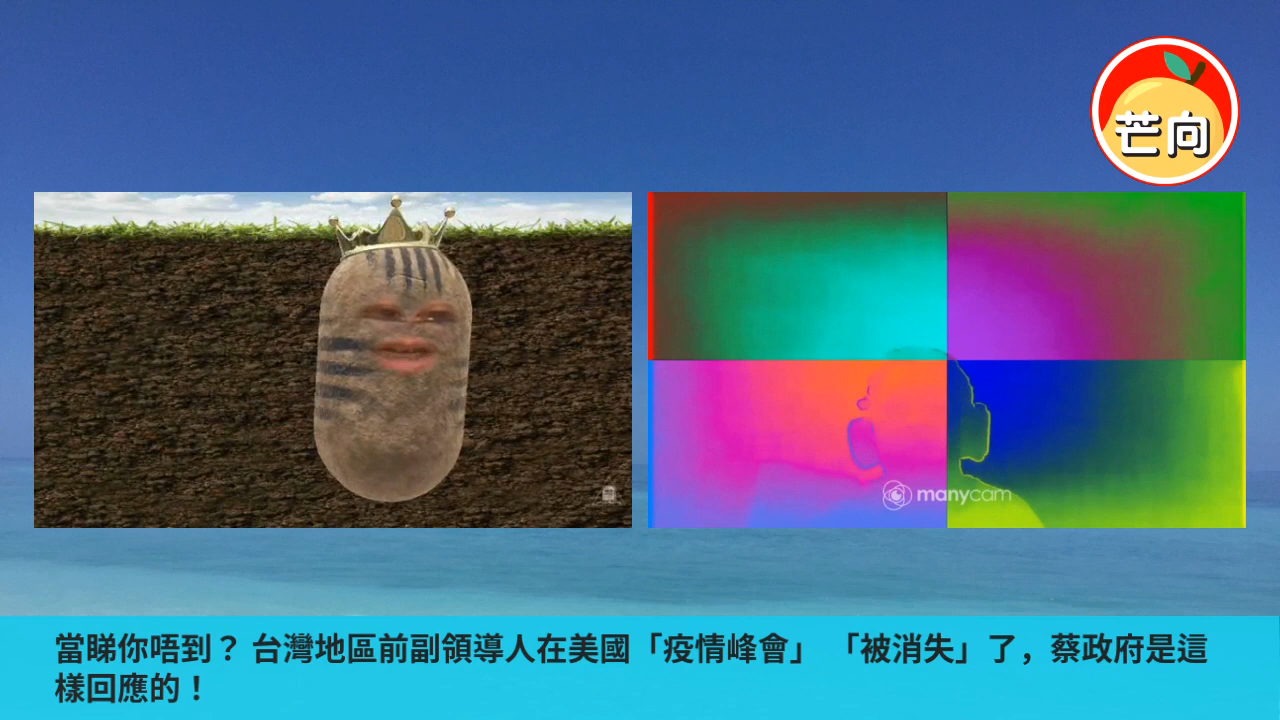 芒向
manycam
當睇你唔到？ 台灣地區前副領導人在美國「疫情峰會」 「被消失」了，蔡政府是這
樣回應的！